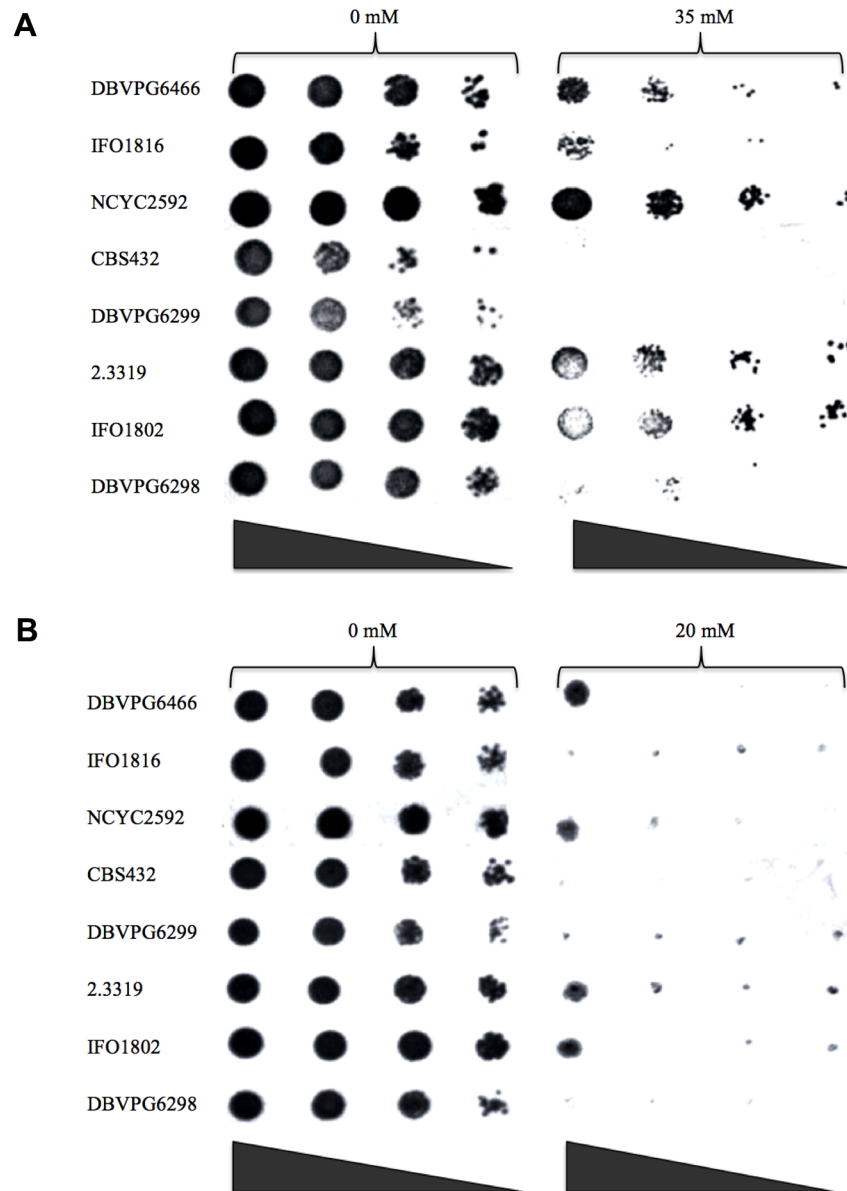 A
0 mM
35 mM
DBVPG6466
IFO1816
NCYC2592
CBS432
DBVPG6299
2.3319
IFO1802
DBVPG6298
B
0 mM
20 mM
DBVPG6466
IFO1816
NCYC2592
CBS432
DBVPG6299
2.3319
IFO1802
DBVPG6298